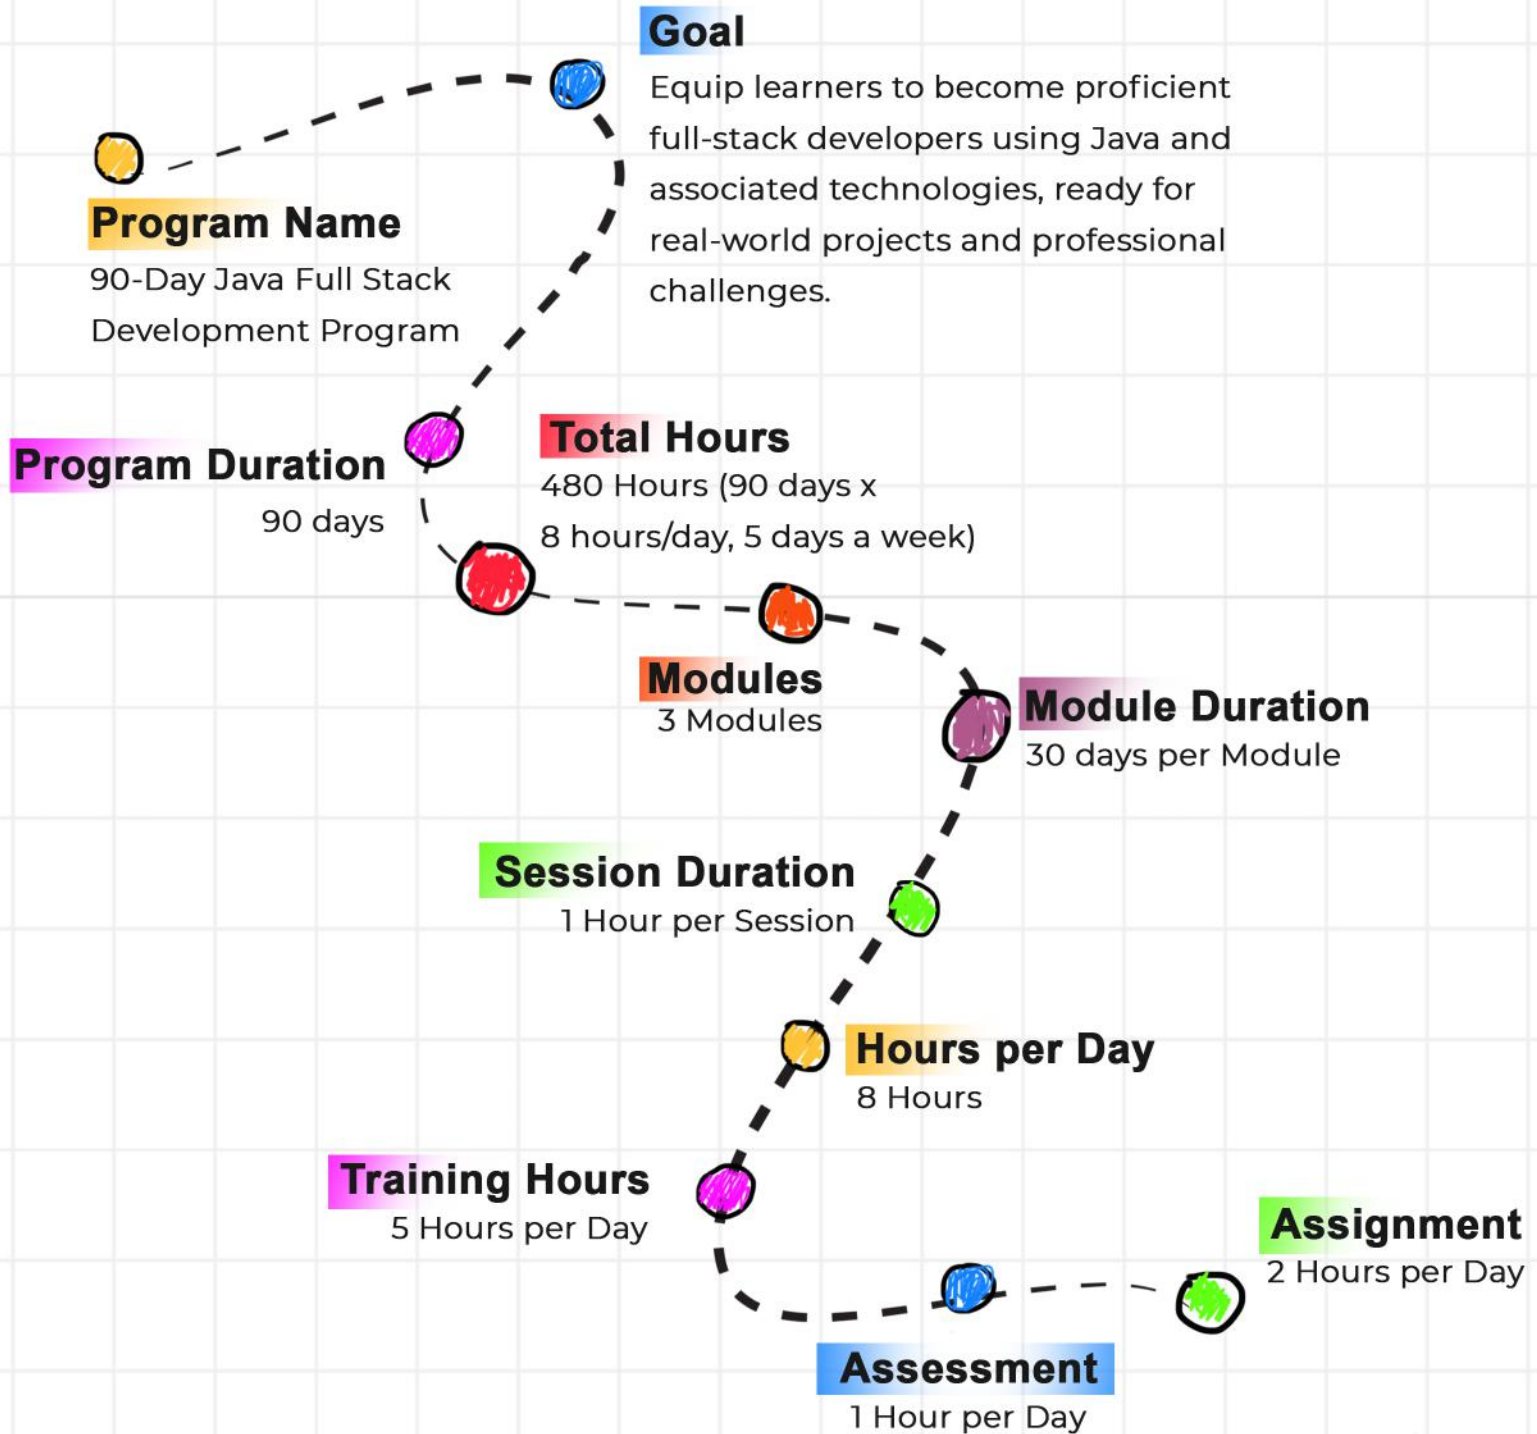 Goal
Equip learners to become proficient
full-stack developers using Java and
associated technologies, ready for
real-world projects and professional
challenges.
Program Name
90-Day Java Full Stack
Development Program
Program Duration
90 days
Total Hours
480 Hours (90 days x
8 hours/day, 5 days a week)
Modules
3 Modules
Module Duration
30 days per Module
Session Duration
1 Hour per Session
Hours per Day
8 Hours
Training Hours
5 Hours per Day
Assignment
2 Hours per Day
Assessment
1 Hour per Day